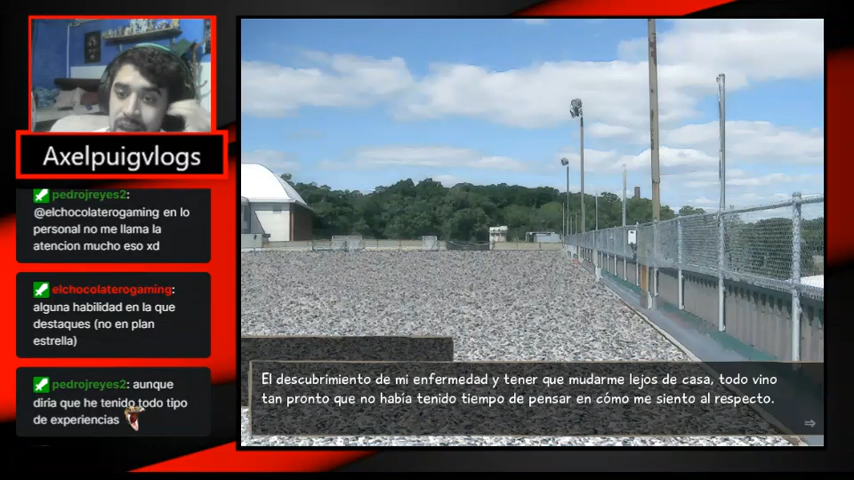 Axelpuigvlogs
pedrojreyes2:
@elchocolaterogaming en lo
personal no me llama la
atencion mucho eso xd
elchocolaterogaming:
alguna habilidad en la que
destaques (no en plan
estrella)
pedrojreyes2: aunque
diria que he tenido todo tipo
de experiencias
El descubrimiento de mi enfermedad y tener que mudarme lejos de casa, todo vino
tan pronto que no había tenido tiempo de pensar en cómo me siento al respecto.